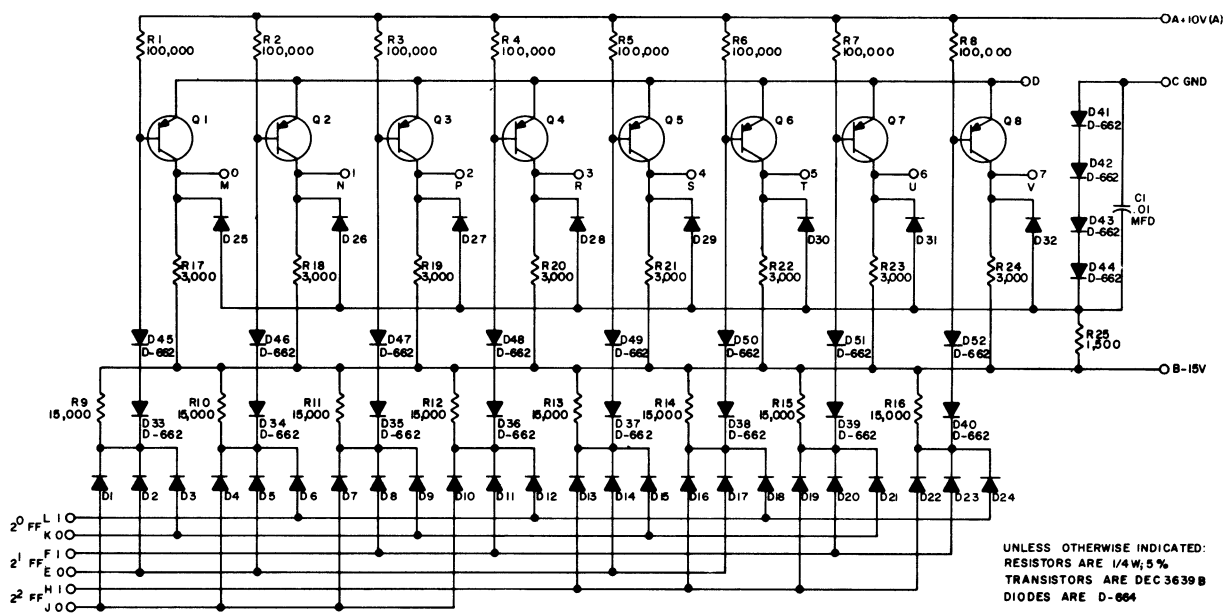 A+10V(A)
R1 100,000
R2 100,000
R3 100,000
R4 100,000
R5 100,000
R6 100,000
R7 100,000
R8 100,000
D
C GND
Q1
Q2
Q3
Q4
Q5
Q6
Q7
Q8
D41 D-662
D42 D-662
D43 D-662
D44 D-662
C1 .01 MFD
0 M
1 N
2 P
3 R
4 S
5 T
6 U
7 V
D25
D26
D27
D28
D29
D30
D31
D32
R17 3,000
R18 3,000
R19 3,000
R20 3,000
R21 3,000
R22 3,000
R23 3,000
R24 3,000
R25 1,500
D45 D-662
D46 D-662
D47 D-662
D48 D-662
D49 D-662
D50 D-662
D51 D-662
D52 D-662
B-15V
R9 15,000
R10 15,000
R11 15,000
R12 15,000
R13 15,000
R14 15,000
R15 15,000
R16 15,000
D33 D-662
D34 D-662
D35 D-662
D36 D-662
D37 D-662
D38 D-662
D39 D-662
D40 D-662
D1
D2
D3
D4
D5
D6
D7
D8
D9
D10
D11
D12
D13
D14
D15
D16
D17
D18
D19
D20
D21
D22
D23
D24
2⁰ FF L1
K0
2¹ FF F1
E0
2² FF H1
J0
UNLESS OTHERWISE INDICATED:
RESISTORS ARE 1/4W; 5%
TRANSISTORS ARE DEC 3639B
DIODES ARE D-664